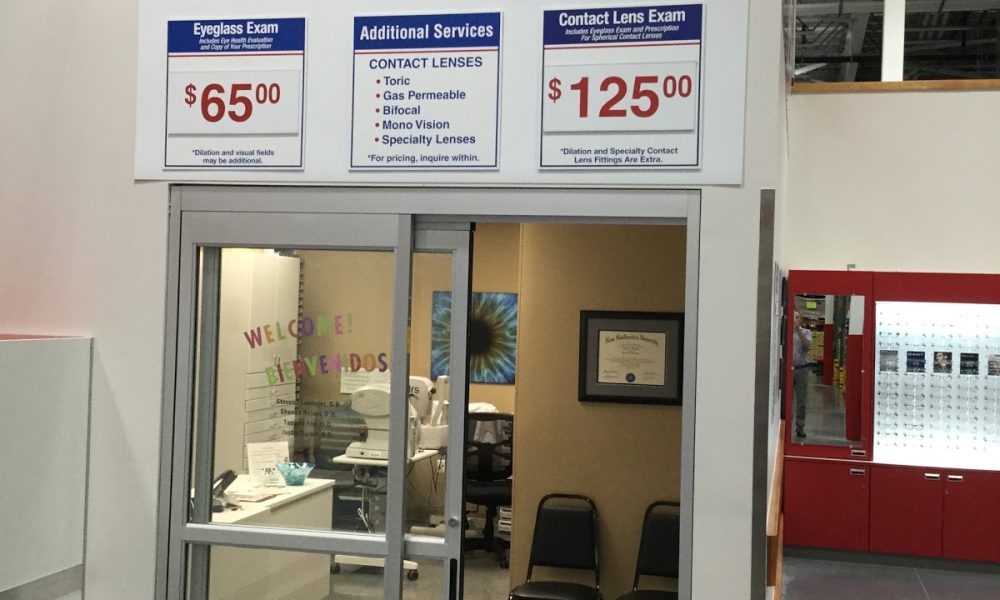 Eyeglass Exam
Includes Eye Health Evaluation
and Copy of Your Prescription
$65 00
*Dilation and visual fields
may be additional.
Additional Services
CONTACT LENSES
• Toric
• Gas Permeable
• Bifocal
• Mono Vision
• Specialty Lenses
*For pricing, inquire within.
Contact Lens Exam
Includes Eyeglass Exam and Prescription
For Spherical Contact Lenses
$125 00
*Dilation and Specialty Contact
Lens Fittings Are Extra.
WELCOME!
BIENVENIDOS
O.D.
O.D.
O.D.
O.D.
Nova Southeastern University